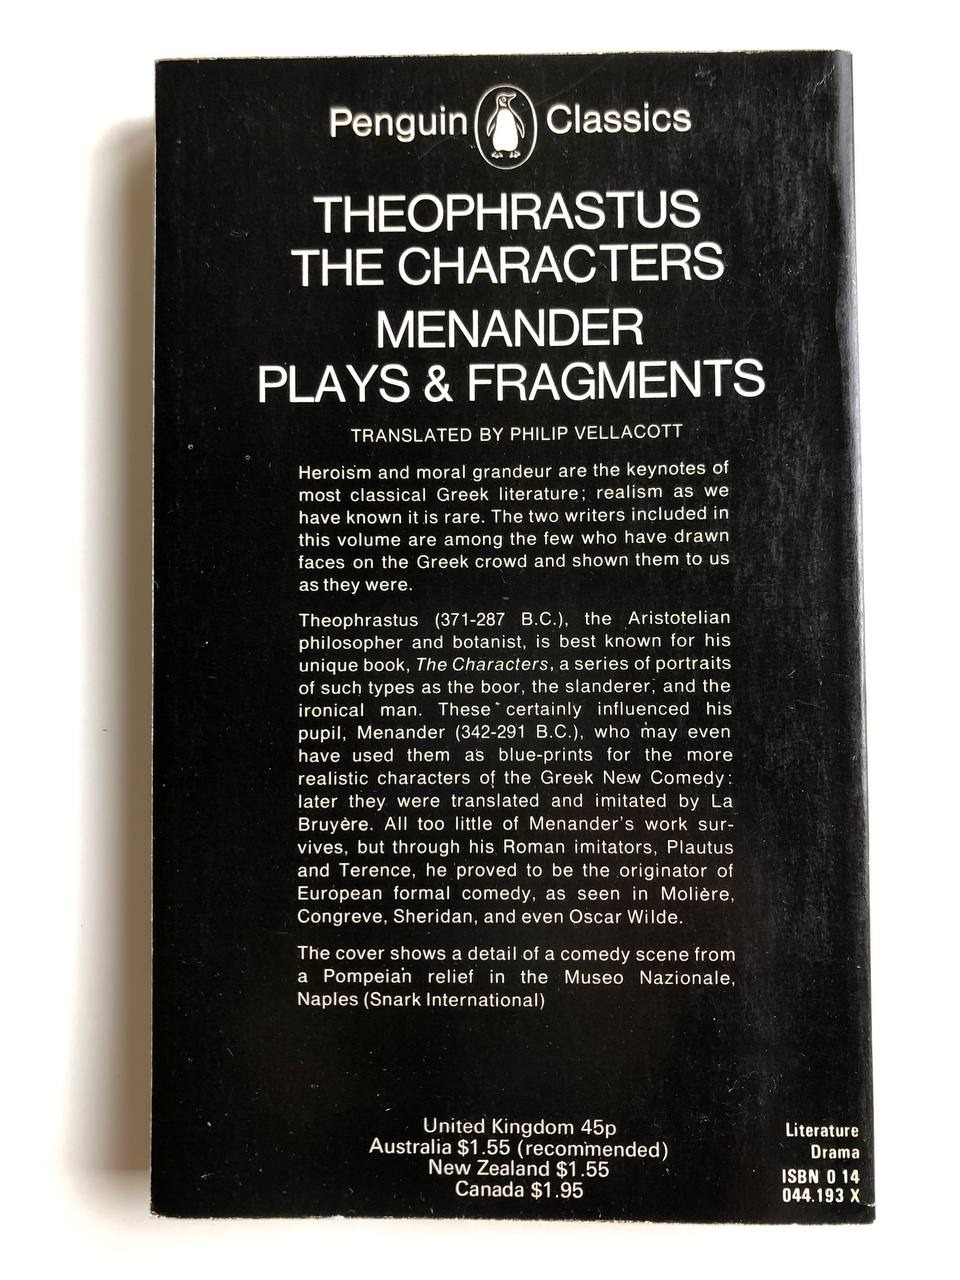 Penguin Classics
THEOPHRASTUS
THE CHARACTERS
MENANDER
PLAYS & FRAGMENTS
TRANSLATED BY PHILIP VELLACOTT
Heroism and moral grandeur are the keynotes of
most classical Greek literature; realism as we
have known it is rare. The two writers included in
this volume are among the few who have drawn
faces on the Greek crowd and shown them to us
as they were.
Theophrastus (371-287 B.C.), the Aristotelian
philosopher and botanist, is best known for his
unique book, The Characters, a series of portraits
of such types as the boor, the slanderer, and the
ironical man. These certainly influenced his
pupil, Menander (342-291 B.C.), who may even
have used them as blue-prints for the more
realistic characters of the Greek New Comedy:
later they were translated and imitated by La
Bruyère. All too little of Menander's work sur-
vives, but through his Roman imitators, Plautus
and Terence, he proved to be the originator of
European formal comedy, as seen in Molière,
Congreve, Sheridan, and even Oscar Wilde.
The cover shows a detail of a comedy scene from
a Pompeian relief in the Museo Nazionale,
Naples (Snark International)
United Kingdom 45p
Australia $1.55 (recommended)
New Zealand $1.55
Canada $1.95
Literature
Drama
ISBN 0 14
044.193 X